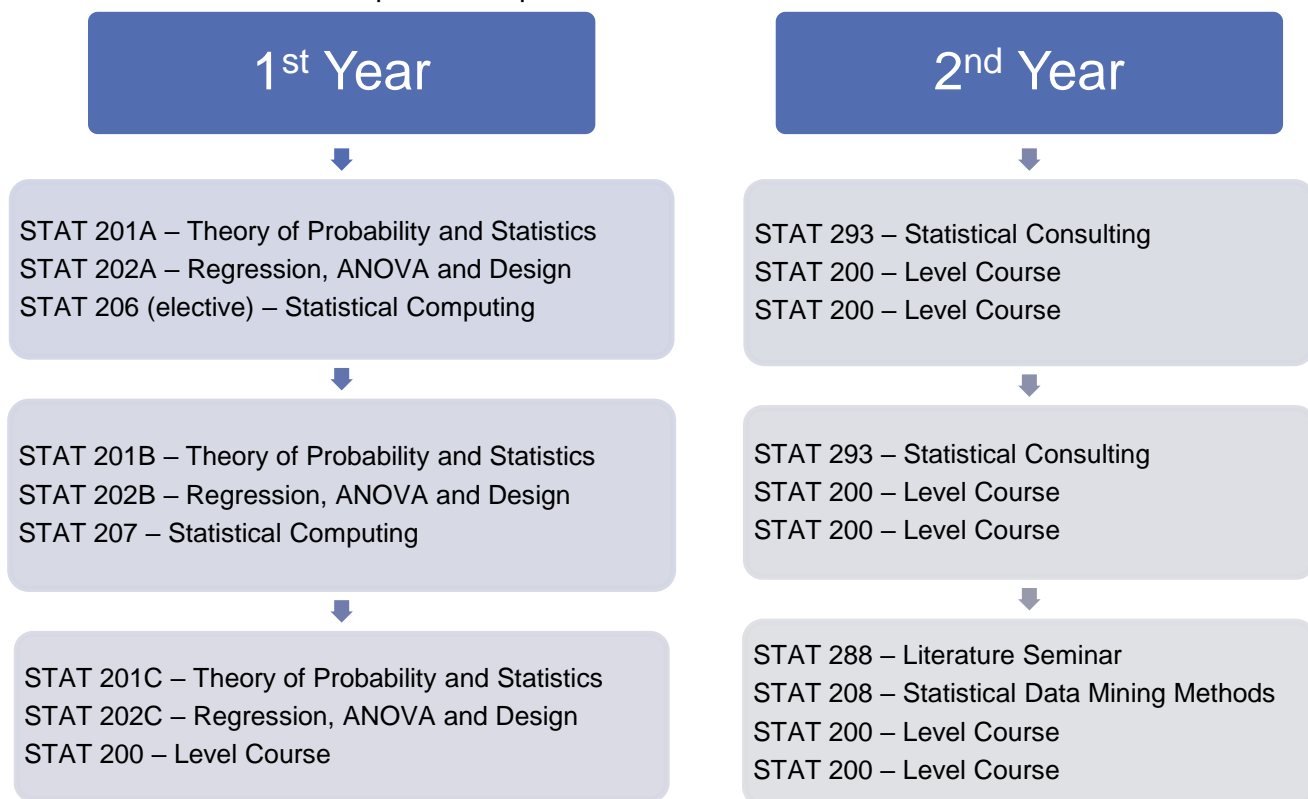 1st Year
STAT 201A – Theory of Probability and Statistics
STAT 202A – Regression, ANOVA and Design
STAT 206 (elective) – Statistical Computing
STAT 201B – Theory of Probability and Statistics
STAT 202B – Regression, ANOVA and Design
STAT 207 – Statistical Computing
STAT 201C – Theory of Probability and Statistics
STAT 202C – Regression, ANOVA and Design
STAT 200 – Level Course
2nd Year
STAT 293 – Statistical Consulting
STAT 200 – Level Course
STAT 200 – Level Course
STAT 293 – Statistical Consulting
STAT 200 – Level Course
STAT 200 – Level Course
STAT 288 – Literature Seminar
STAT 208 – Statistical Data Mining Methods
STAT 200 – Level Course
STAT 200 – Level Course